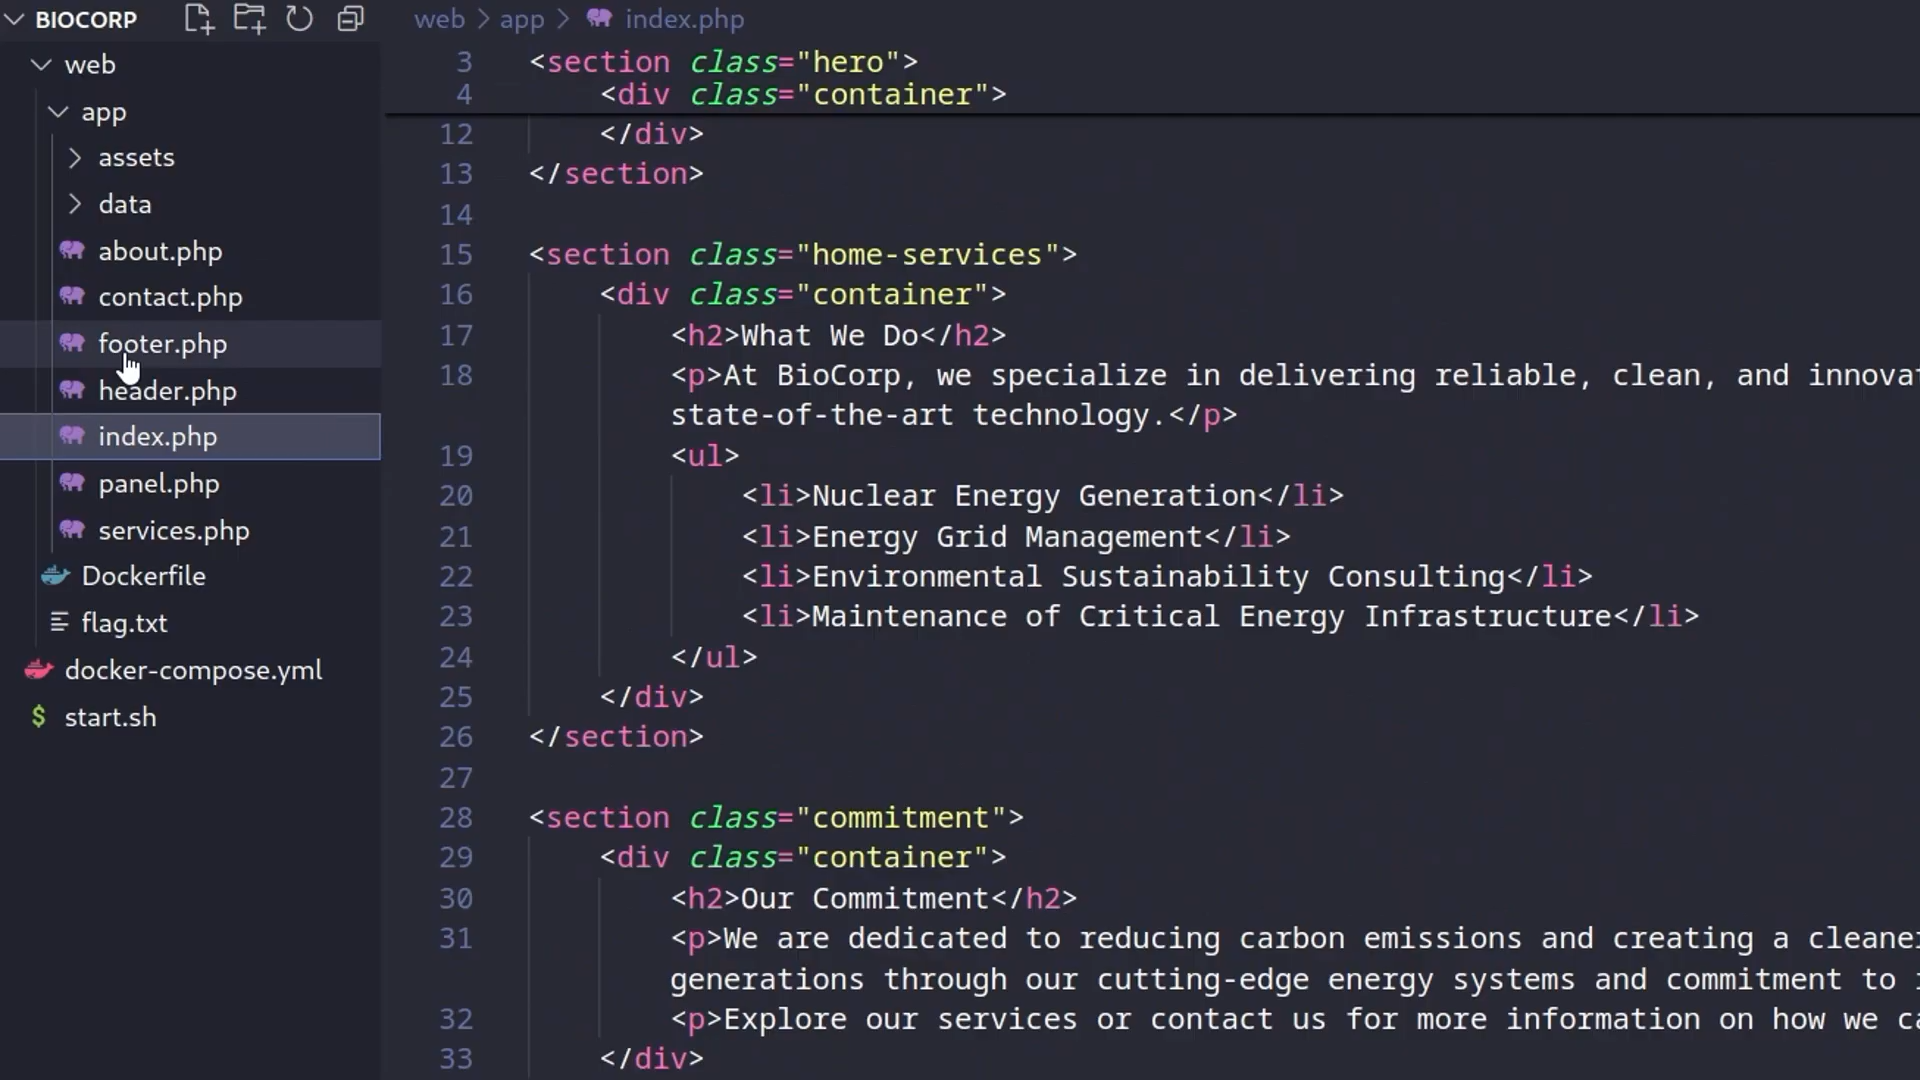 BIOCORP
web
app
assets
data
about.php
contact.php
footer.php
header.php
index.php
panel.php
services.php
Dockerfile
flag.txt
docker-compose.yml
$ start.sh
web > app > index.php
3 <section class="hero">
4 <div class="container">
12 </div>
13 </section>
14
15 <section class="home-services">
16 <div class="container">
17 <h2>What We Do</h2>
18 <p>At BioCorp, we specialize in delivering reliable, clean, and innova
state-of-the-art technology.</p>
19 <ul>
20 <li>Nuclear Energy Generation</li>
21 <li>Energy Grid Management</li>
22 <li>Environmental Sustainability Consulting</li>
23 <li>Maintenance of Critical Energy Infrastructure</li>
24 </ul>
25 </div>
26 </section>
27
28 <section class="commitment">
29 <div class="container">
30 <h2>Our Commitment</h2>
31 <p>We are dedicated to reducing carbon emissions and creating a cleane
generations through our cutting-edge energy systems and commitment to
32 <p>Explore our services or contact us for more information on how we c
33 </div>